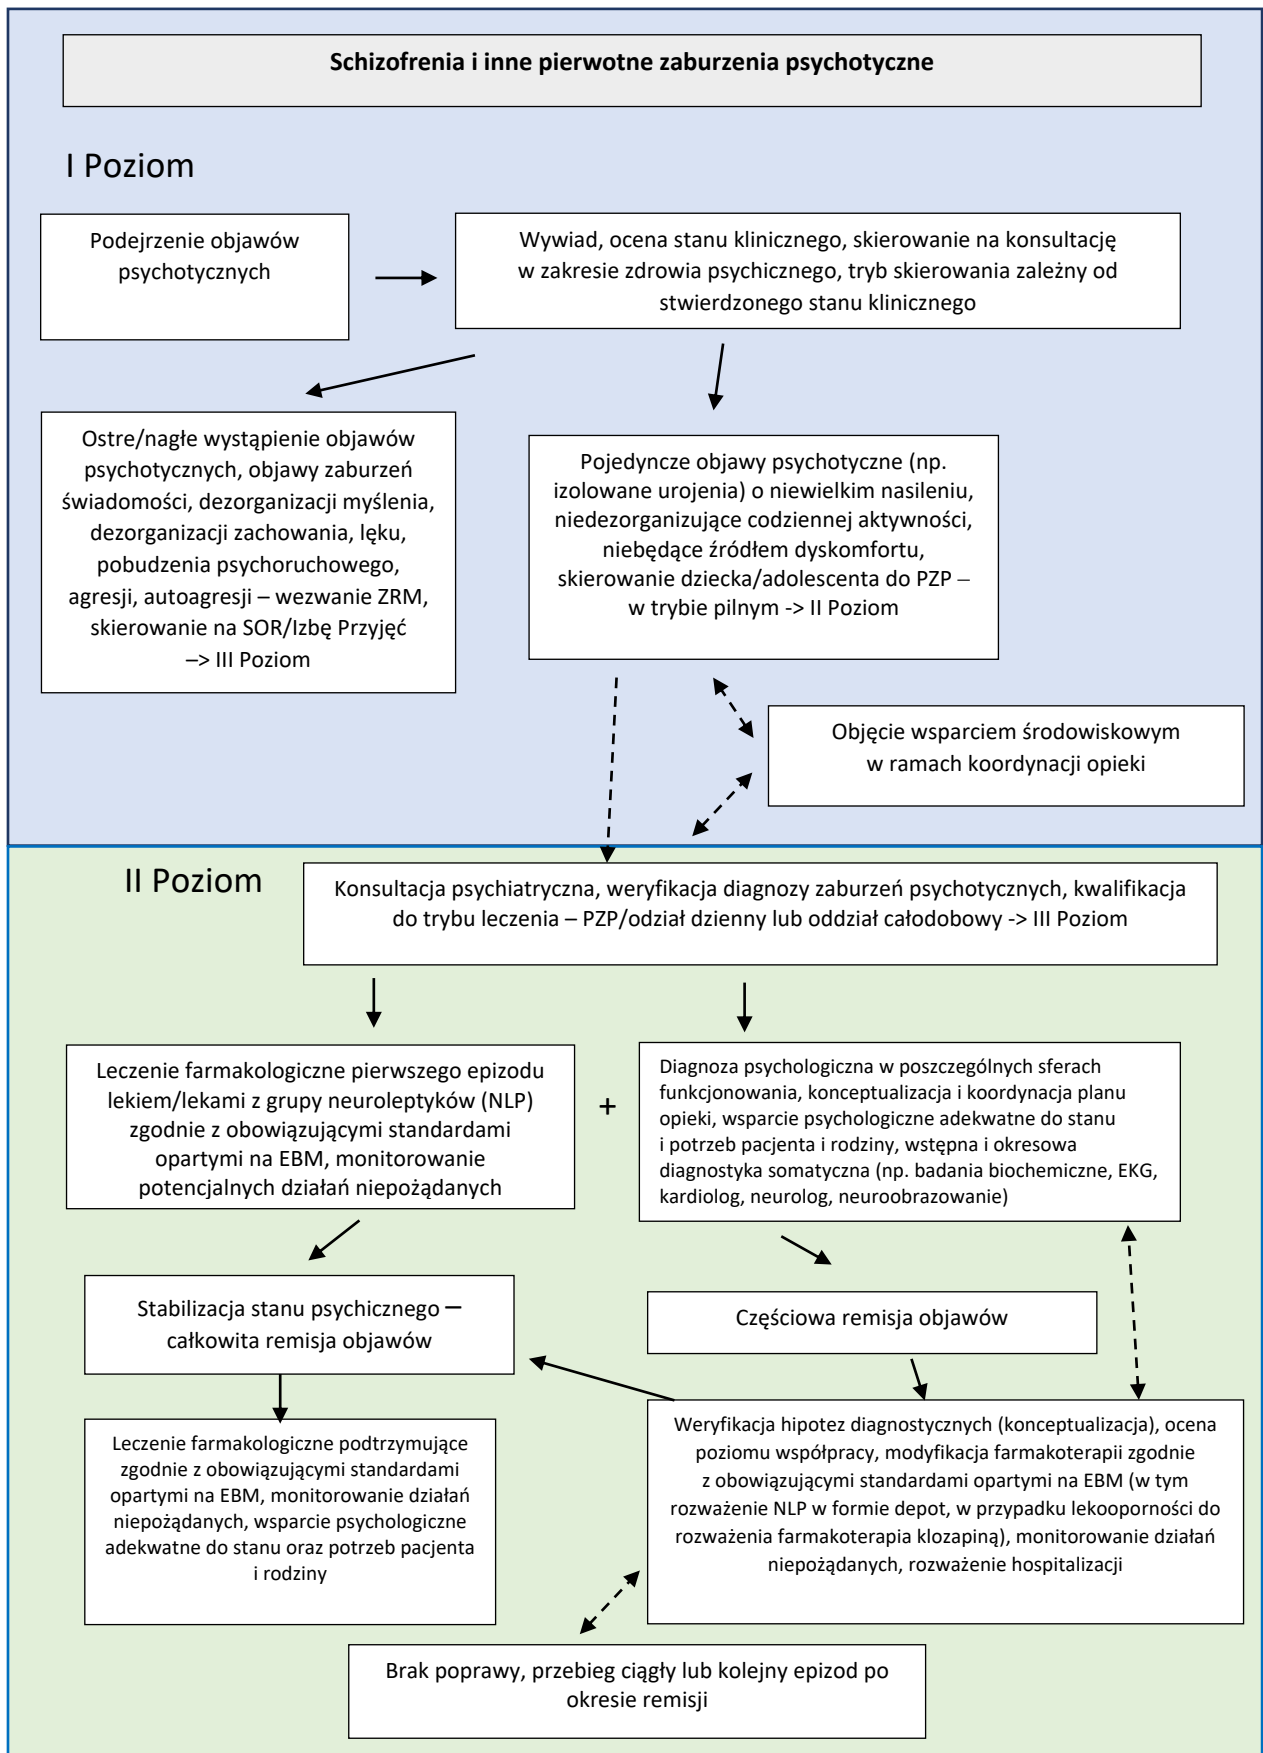 Schizofrenia i inne pierwotne zaburzenia psychotyczne
I Poziom
Podejrzenie objawów
psychotycznych
Wywiad, ocena stanu klinicznego, skierowanie na konsultację
w zakresie zdrowia psychicznego, tryb skierowania zależny od
stwierdzonego stanu klinicznego
Ostre/nagłe wystąpienie objawów
psychotycznych, objawy zaburzeń
świadomości, dezorganizacji myślenia,
dezorganizacji zachowania, lęku,
pobudzenia psychoruchowego,
agresji, autoagresji – wezwanie ZRM,
skierowanie na SOR/Izbę Przyjęć
–> III Poziom
Pojedyncze objawy psychotyczne (np.
izolowane urojenia) o niewielkim nasileniu,
niedezorganizujące codziennej aktywności,
niebędące źródłem dyskomfortu,
skierowanie dziecka/adolescenta do PZP –
w trybie pilnym -> II Poziom
Objęcie wsparciem środowiskowym
w ramach koordynacji opieki
II Poziom
Konsultacja psychiatryczna, weryfikacja diagnozy zaburzeń psychotycznych, kwalifikacja
do trybu leczenia – PZP/odział dzienny lub oddział całodobowy -> III Poziom
Leczenie farmakologiczne pierwszego epizodu
lekiem/lekami z grupy neuroleptyków (NLP)
zgodnie z obowiązującymi standardami
opartymi na EBM, monitorowanie
potencjalnych działań niepożądanych
+
Diagnoza psychologiczna w poszczególnych sferach
funkcjonowania, konceptualizacja i koordynacja planu
opieki, wsparcie psychologiczne adekwatne do stanu
i potrzeb pacjenta i rodziny, wstępna i okresowa
diagnostyka somatyczna (np. badania biochemiczne, EKG,
kardiolog, neurolog, neuroobrazowanie)
Stabilizacja stanu psychicznego –
całkowita remisja objawów
Częściowa remisja objawów
Leczenie farmakologiczne podtrzymujące
zgodnie z obowiązującymi standardami
opartymi na EBM, monitorowanie działań
niepożądanych, wsparcie psychologiczne
adekwatne do stanu oraz potrzeb pacjenta
i rodziny
Weryfikacja hipotez diagnostycznych (konceptualizacja), ocena
poziomu współpracy, modyfikacja farmakoterapii zgodnie
z obowiązującymi standardami opartymi na EBM (w tym
rozważenie NLP w formie depot, w przypadku lekooporności do
rozważenia farmakoterapia klozapiną), monitorowanie działań
niepożądanych, rozważenie hospitalizacji
Brak poprawy, przebieg ciągły lub kolejny epizod po
okresie remisji